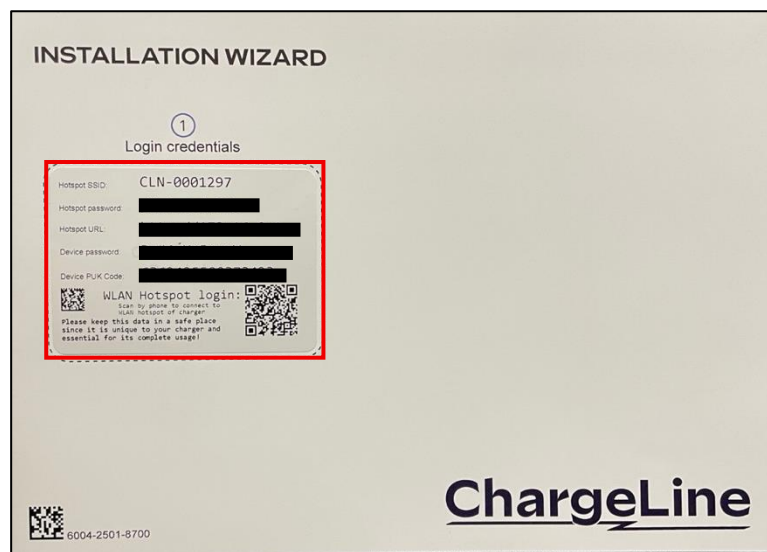 INSTALLATION WIZARD
1
Login credentials
Hotspot SSID: CLN-0001297
Hotspot password:
Hotspot URL:
Device password:
Device PUK Code:
WLAN Hotspot login:
Scan by phone to connect to
WLAN hotspot of charger
Please keep this data in a safe place
since it is unique to your charger and
essential for its complete usage!
ChargeLine
6004-2501-8700